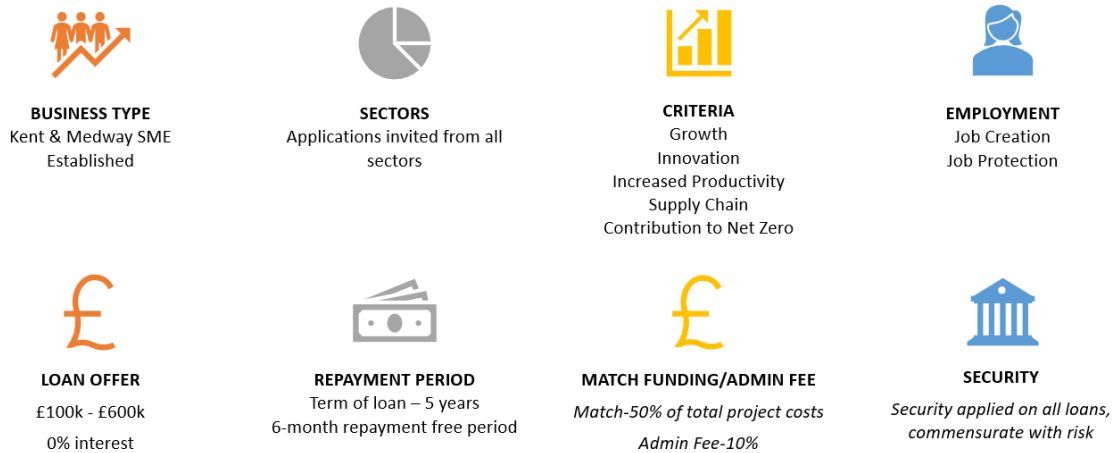 BUSINESS TYPE
Kent & Medway SME
Established
SECTORS
Applications invited from all
sectors
CRITERIA
Growth
Innovation
Increased Productivity
Supply Chain
Contribution to Net Zero
EMPLOYMENT
Job Creation
Job Protection
£
LOAN OFFER
£100k - £600k
0% interest
REPAYMENT PERIOD
Term of loan – 5 years
6-month repayment free period
£
MATCH FUNDING/ADMIN FEE
Match-50% of total project costs
Admin Fee-10%
SECURITY
Security applied on all loans,
commensurate with risk